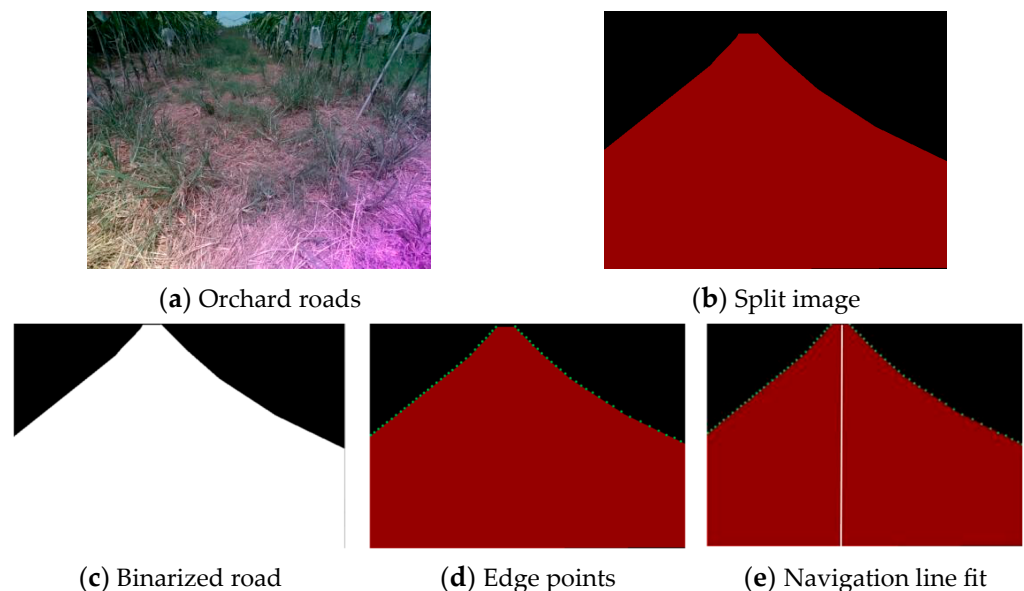 (a) Orchard roads
(b) Split image
(c) Binarized road
(d) Edge points
(e) Navigation line fit